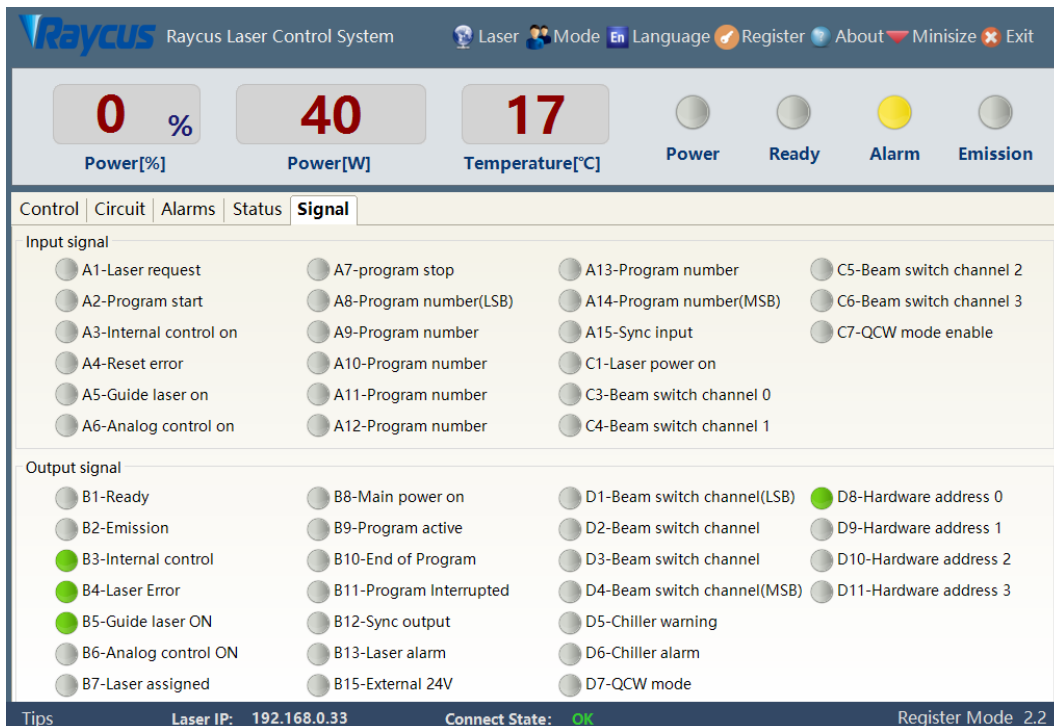 Raycus Raycus Laser Control System Laser Mode En Language Register ? About Minisize Exit
0 % 40 17
Power[%] Power[W] Temperature[℃] Power Ready Alarm Emission
Control Circuit Alarms Status Signal
Input signal
A1-Laser request A7-program stop A13-Program number C5-Beam switch channel 2
A2-Program start A8-Program number(LSB) A14-Program number(MSB) C6-Beam switch channel 3
A3-Internal control on A9-Program number A15-Sync input C7-QCW mode enable
A4-Reset error A10-Program number C1-Laser power on
A5-Guide laser on A11-Program number C3-Beam switch channel 0
A6-Analog control on A12-Program number C4-Beam switch channel 1
Output signal
B1-Ready B8-Main power on D1-Beam switch channel(LSB) D8-Hardware address 0
B2-Emission B9-Program active D2-Beam switch channel D9-Hardware address 1
B3-Internal control B10-End of Program D3-Beam switch channel D10-Hardware address 2
B4-Laser Error B11-Program Interrupted D4-Beam switch channel(MSB) D11-Hardware address 3
B5-Guide laser ON B12-Sync output D5-Chiller warning
B6-Analog control ON B13-Laser alarm D6-Chiller alarm
B7-Laser assigned B15-External 24V D7-QCW mode
Tips Laser IP: 192.168.0.33 Connect State: OK Register Mode 2.2